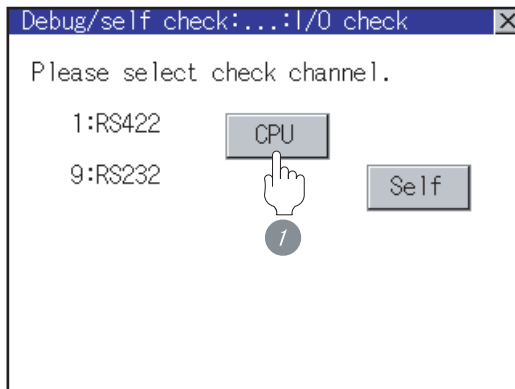 Debug/self check:...:I/O check
Please select check channel.
1:RS422 CPU
9:RS232 Self
1